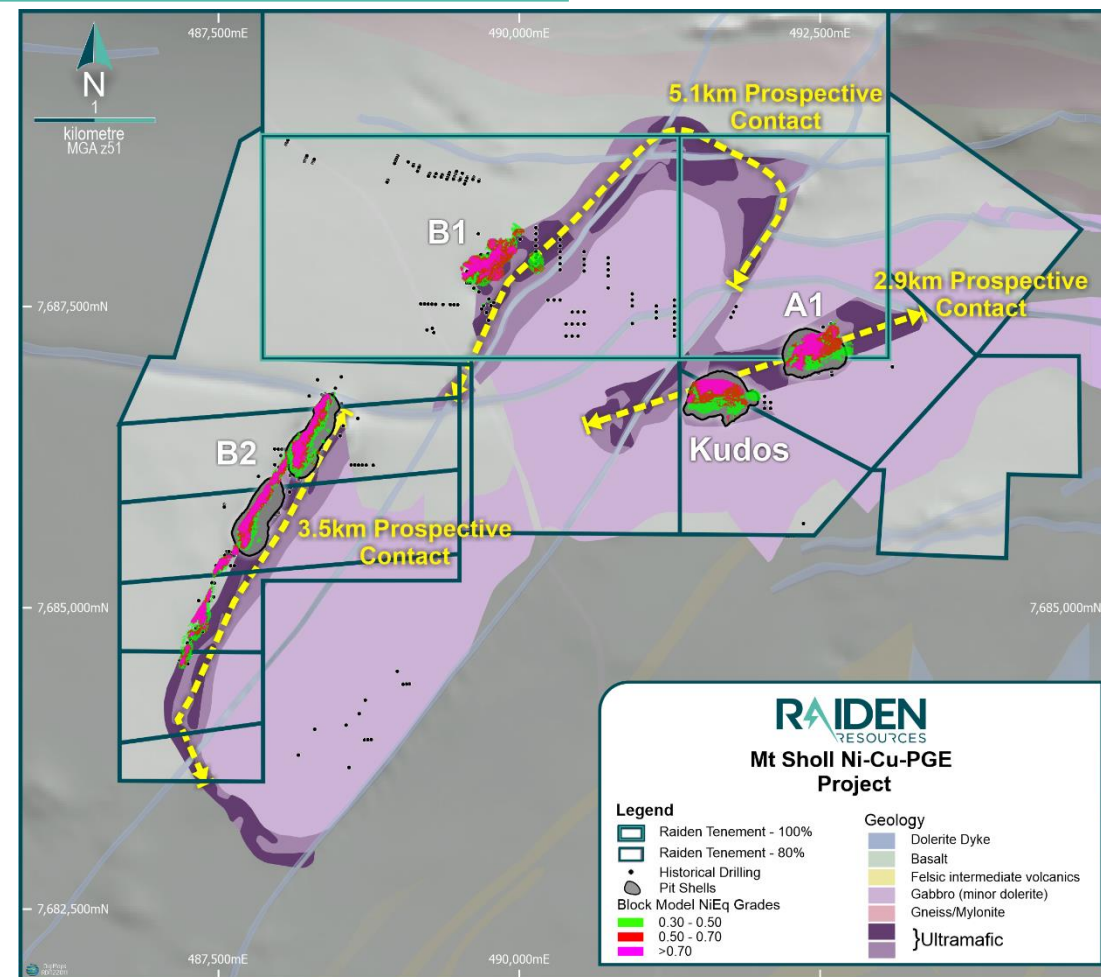 487,500mE
490,000mE
492,500mE
N
1
kilometre
MGA z51
5.1km Prospective
Contact
B1
7,687,500mN
2.9km Prospective
Contact
A1
B2
Kudos
3.5km Prospective
Contact
7,685,000mN
7,685,000mN
RAIDEN
RESOURCES
Mt Sholl Ni-Cu-PGE
Project
Legend
Raiden Tenement - 100%
Raiden Tenement - 80%
Historical Drilling
Pit Shells
Block Model NiEq Grades
0.30 - 0.50
0.50 - 0.70
>0.70
Geology
Dolerite Dyke
Basalt
Felsic intermediate volcanics
Gabbro (minor dolerite)
Gneiss/Mylonite
}Ultramafic
7,682,500mN
487,500mE
490,000mE